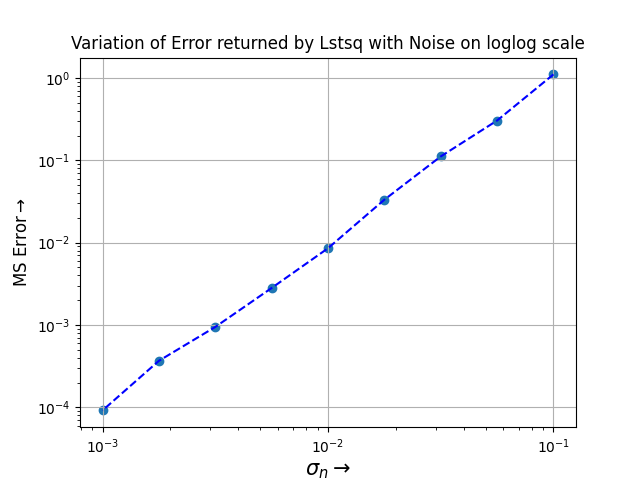 Variation of Error returned by Lstsq with Noise on loglog scale
MS Error→
10⁰
10⁻¹
10⁻²
10⁻³
10⁻⁴
10⁻³
10⁻²
10⁻¹
σₙ→